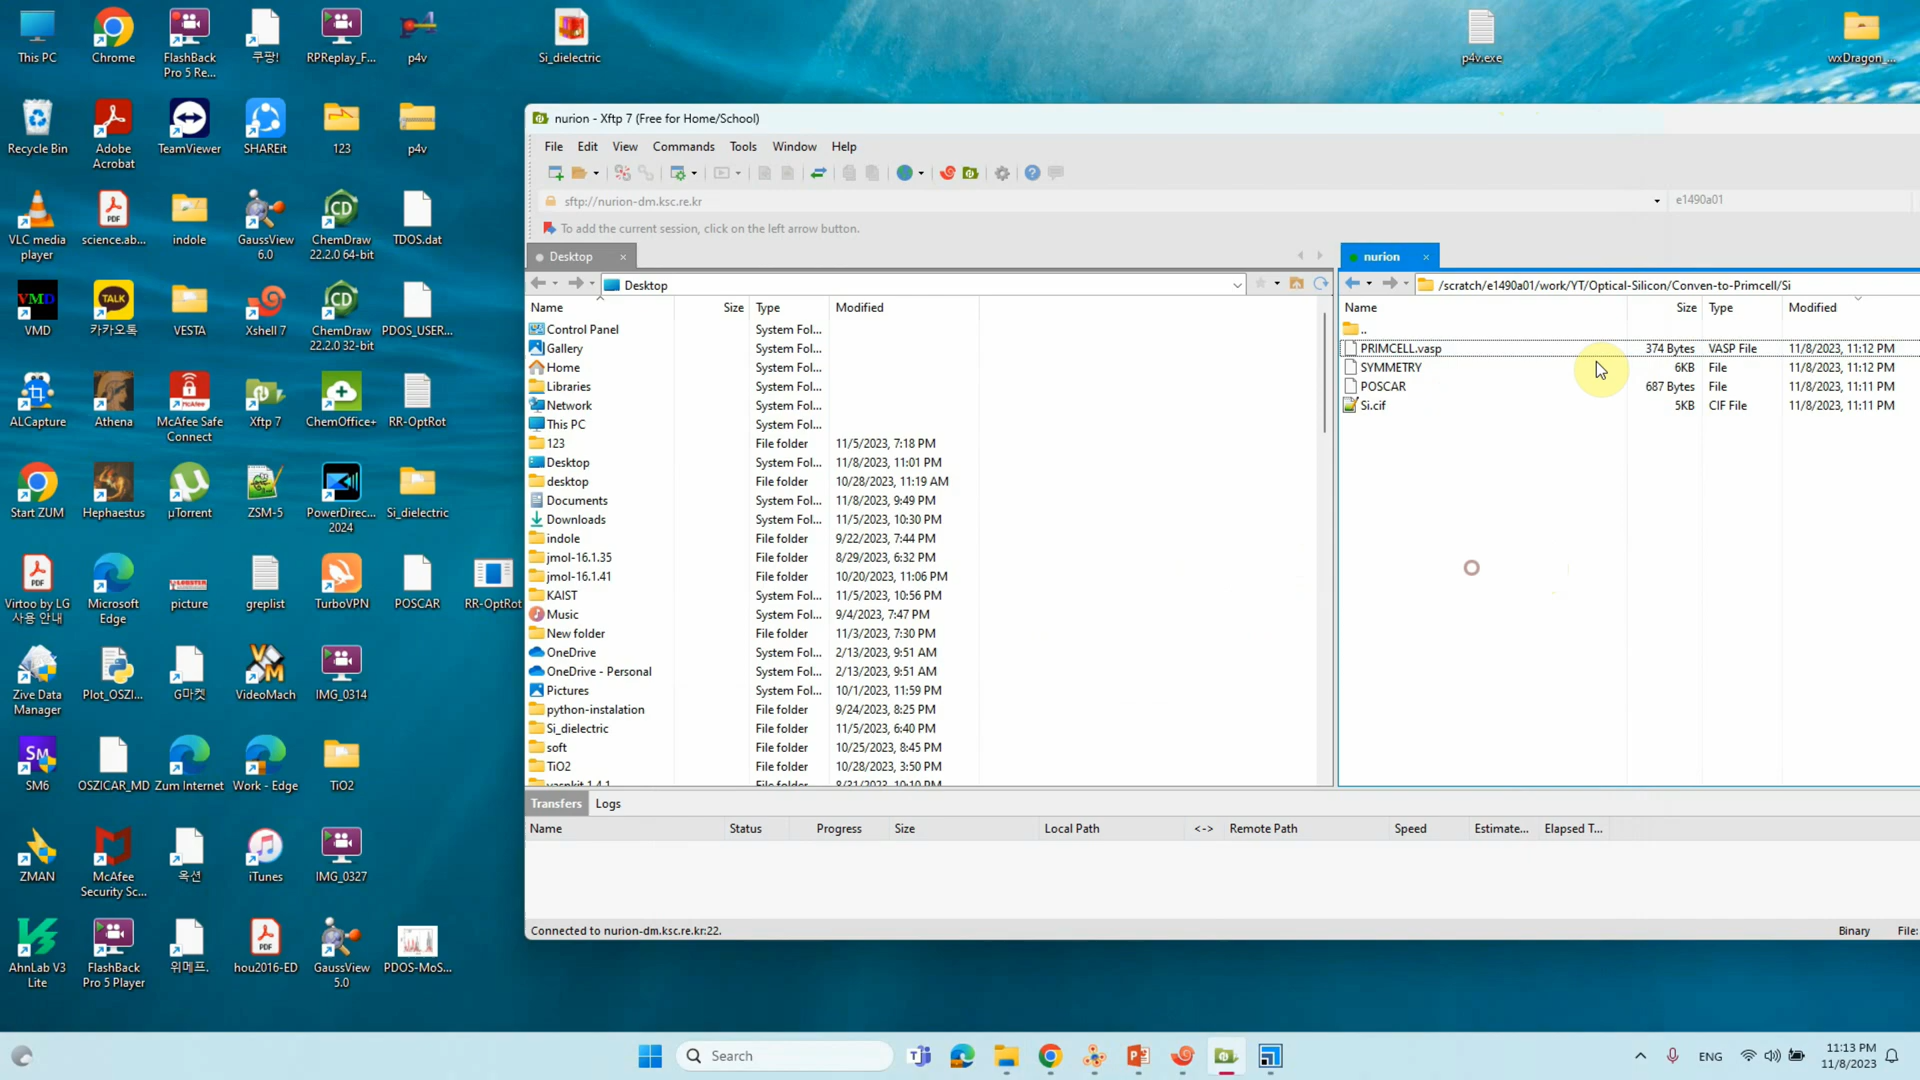 This PC
Chrome
FlashBack
Pro 5 Re...
쿠팡!
RPReplay_F...
p4v
Si_dielectric
p4v.exe
wxDragon_...
Recycle Bin
Adobe
Acrobat
TeamViewer
SHAREit
123
p4v
VLC media
player
science.ab...
indole
GaussView
6.0
ChemDraw
22.2.0 64-bit
TDOS.dat
VMD
카카오톡
VESTA
Xshell 7
ChemDraw
22.2.0 32-bit
PDOS_USER...
ALCapture
Athena
McAfee Safe
Connect
Xftp 7
ChemOffice+
RR-OptRot
Start ZUM
Hephaestus
µTorrent
ZSM-5
PowerDirec...
2024
Si_dielectric
Virtoo by LG
사용 안내
Microsoft
Edge
picture
greplist
TurboVPN
POSCAR
RR-OptRot
Zive Data
Manager
Plot_OSZI...
G마켓
VideoMach
IMG_0314
SM6
OSZICAR_MD
Zum Internet
Work - Edge
TiO2
ZMAN
McAfee
Security Sc...
옥션
iTunes
IMG_0327
AhnLab V3
Lite
FlashBack
Pro 5 Player
위메프.
hou2016-ED
GaussView
5.0
PDOS-MoS...
nurion - Xftp 7 (Free for Home/School)
File Edit View Commands Tools Window Help
sftp://nurion-dm.ksc.re.kr
e1490a01
To add the current session, click on the left arrow button.
Desktop
Desktop
Name Size Type Modified
Control Panel System Fol...
Gallery System Fol...
Home System Fol...
Libraries System Fol...
Network System Fol...
This PC System Fol...
123 File folder 11/5/2023, 7:18 PM
Desktop System Fol... 11/8/2023, 11:01 PM
desktop File folder 10/28/2023, 11:19 AM
Documents System Fol... 11/8/2023, 9:49 PM
Downloads System Fol... 11/5/2023, 10:30 PM
indole File folder 9/22/2023, 7:44 PM
jmol-16.1.35 File folder 8/29/2023, 6:32 PM
jmol-16.1.41 File folder 10/20/2023, 11:06 PM
KAIST File folder 11/5/2023, 10:56 PM
Music System Fol... 9/4/2023, 7:47 PM
New folder File folder 11/3/2023, 7:30 PM
OneDrive System Fol... 2/13/2023, 9:51 AM
OneDrive - Personal System Fol... 2/13/2023, 9:51 AM
Pictures System Fol... 10/1/2023, 11:59 PM
python-instalation File folder 9/24/2023, 8:25 PM
Si_dielectric File folder 11/5/2023, 6:40 PM
soft File folder 10/25/2023, 8:45 PM
TiO2 File folder 10/28/2023, 3:50 PM
vaspkit.1.4.1 File folder 8/31/2023, 10:10 PM
nurion
/scratch/e1490a01/work/YT/Optical-Silicon/Conven-to-Primcell/Si
Name Size Type Modified
..
PRIMCELL.vasp 374 Bytes VASP File 11/8/2023, 11:12 PM
SYMMETRY 6KB File 11/8/2023, 11:12 PM
POSCAR 687 Bytes File 11/8/2023, 11:11 PM
Si.cif 5KB CIF File 11/8/2023, 11:11 PM
Transfers Logs
Name Status Progress Size Local Path <-> Remote Path Speed Estimate... Elapsed T...
Connected to nurion-dm.ksc.re.kr:22.
Binary File:
Search
ENG
11:13 PM
11/8/2023